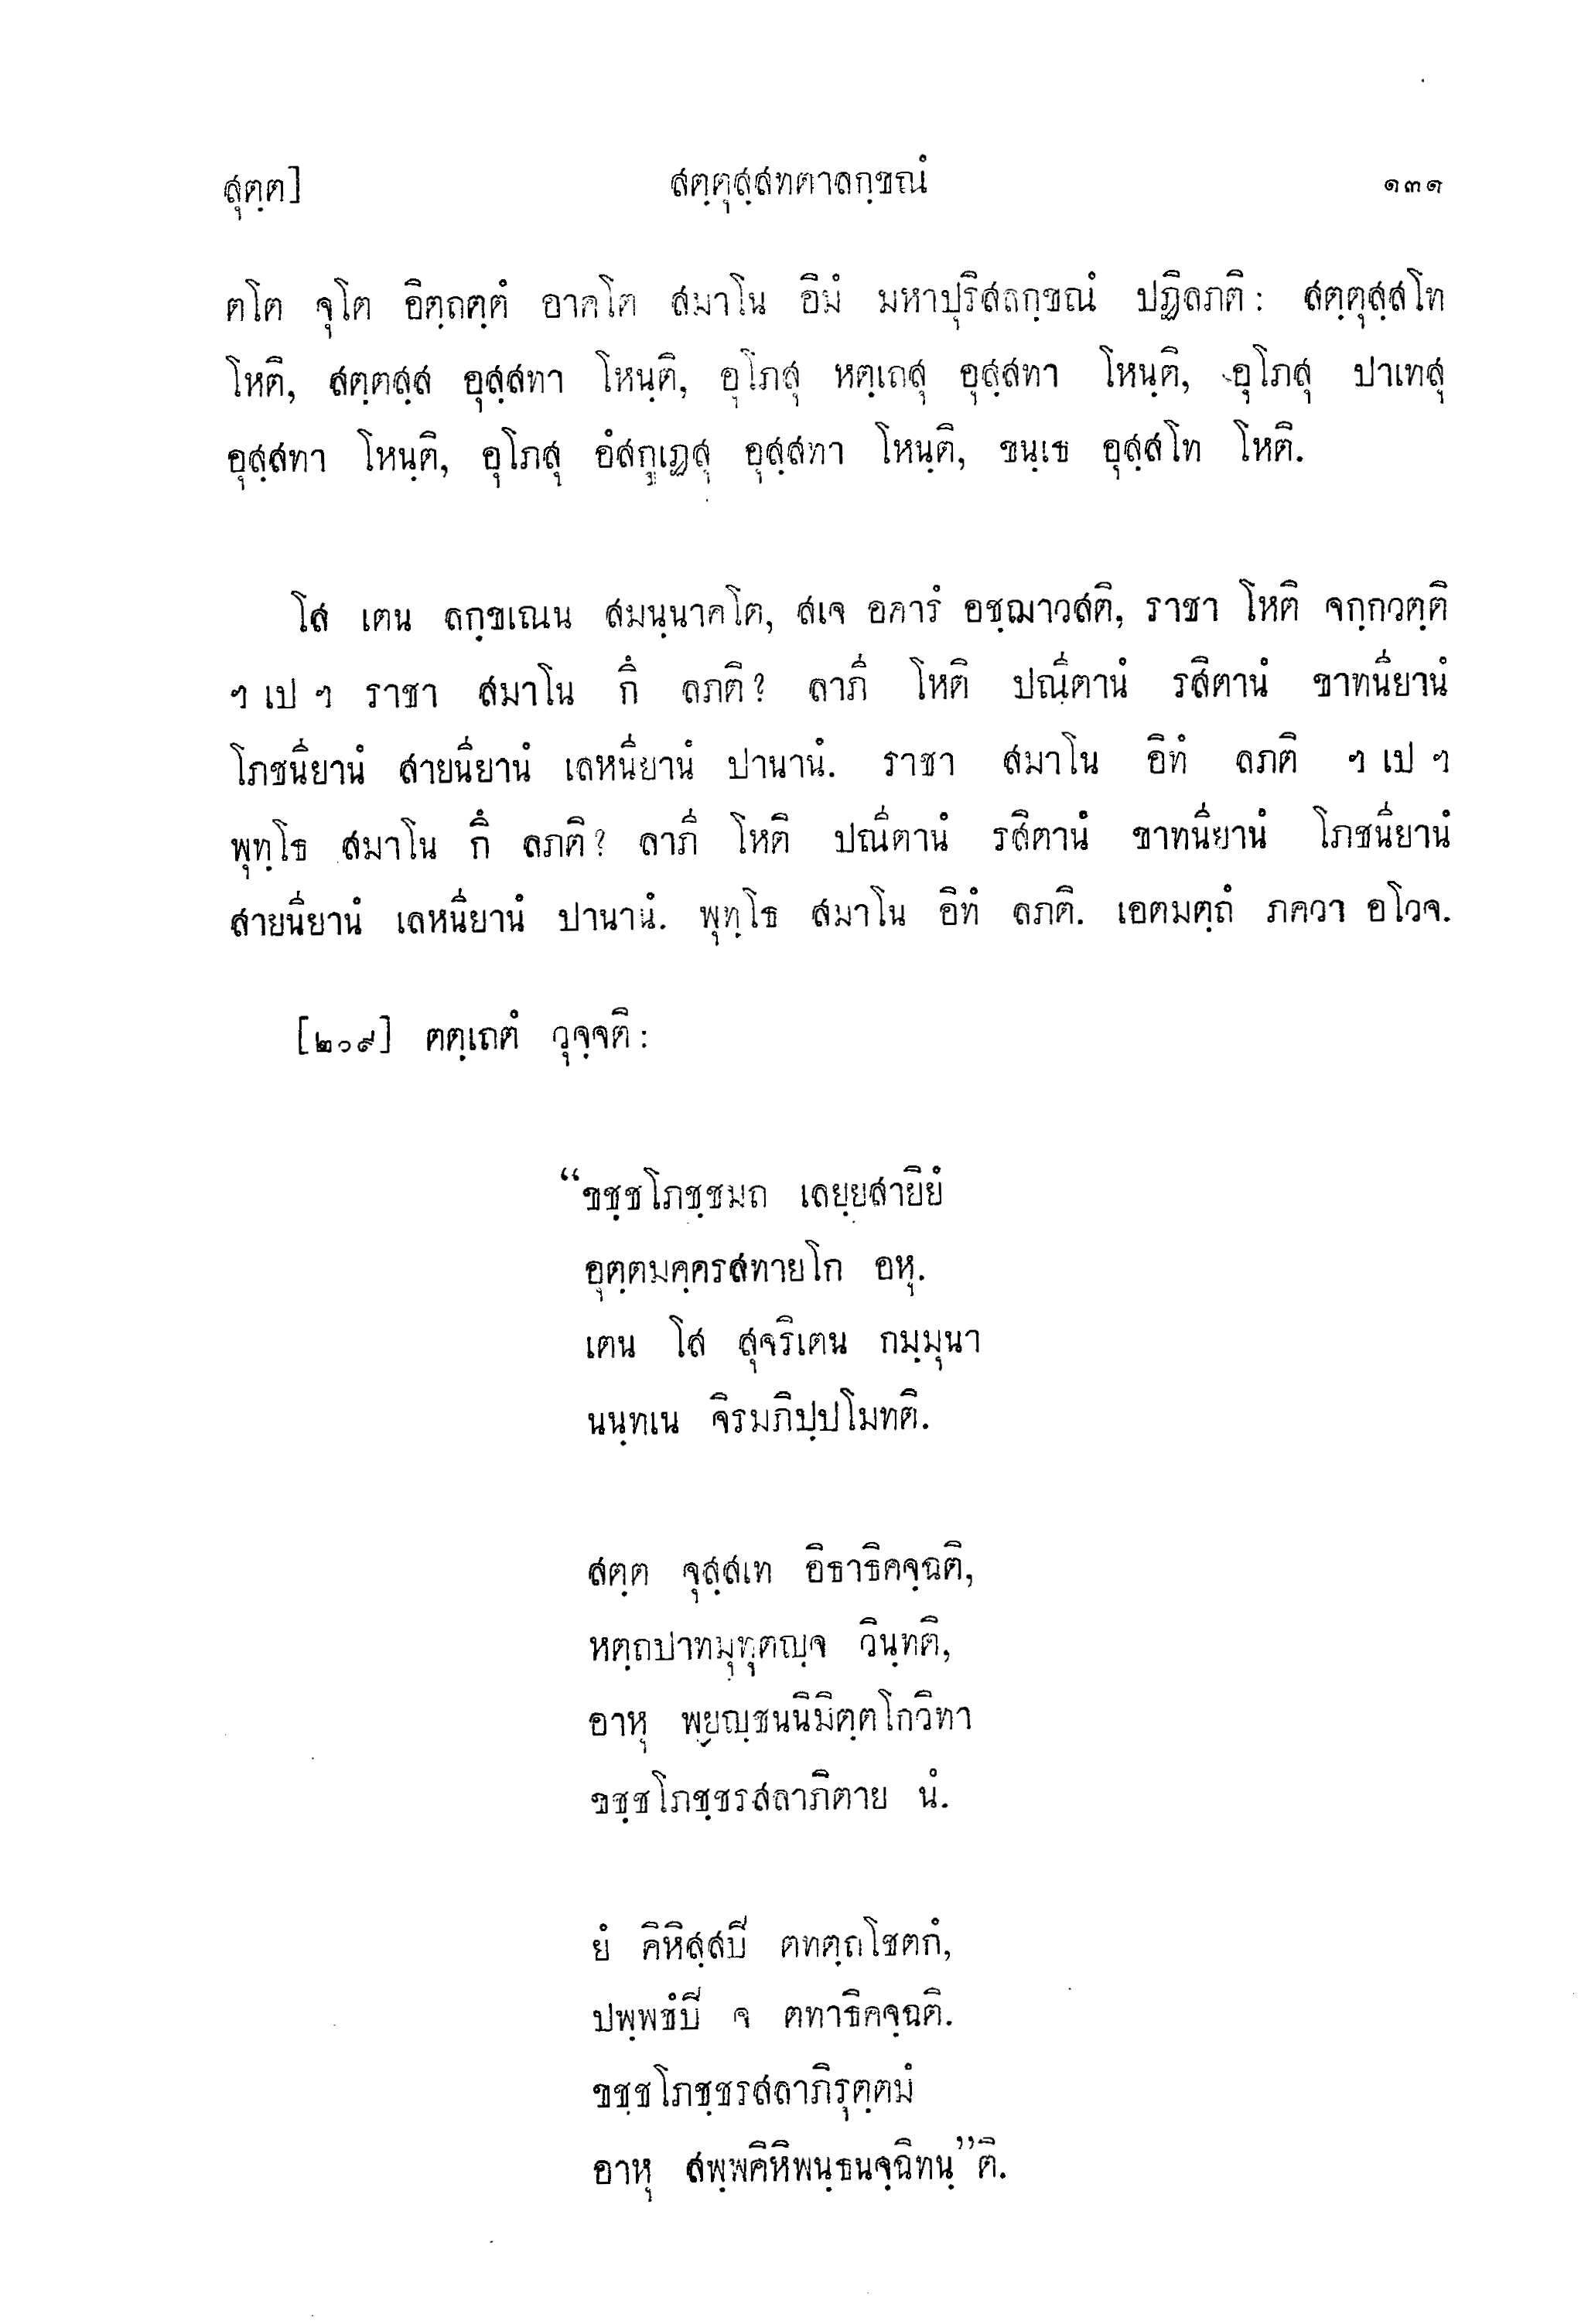 สุตฺต]
สตฺตุสฺสทตาลกฺขณํ
๑๓๑
ตโต จุโต อิตฺถตฺตํ อาคโต สมาโน อิมํ มหาปุริสลกฺขณํ ปฏิลภติ: สตฺตุสฺสโท
โหติ, สตฺตสฺส อุสฺสทา โหนฺติ, อุโภสุ หตฺเถสุ อุสฺสทา โหนฺติ, อุโภสุ ปาเทสุ
อุสฺสทา โหนฺติ, อุโภสุ อํสกูเฏสุ อุสฺสทา โหนฺติ, ขนฺเธ อุสฺสโท โหติ.
โส เตน ลกฺขเณน สมนฺนาคโต, สเจ อคารํ อชฺฌาวสติ, ราชา โหติ จกฺกวตฺติ
ฯ เป ฯ ราชา สมาโน กึ ลภติ? ลาภี โหติ ปณีตานํ รสิตานํ ขาทนียานํ
โภชนียานํ สายนียานํ เลหนียานํ ปานานํ. ราชา สมาโน อิทํ ลภติ ฯ เป ฯ
พุทฺโธ สมาโน กึ ลภติ? ลาภี โหติ ปณีตานํ รสิตานํ ขาทนียานํ โภชนียานํ
สายนียานํ เลหนียานํ ปานานํ. พุทฺโธ สมาโน อิทํ ลภติ. เอตมตฺถํ ภควา อโวจ.
[๒๐๙] ตตฺเถตํ วุจฺจติ:
“ขชฺชโภชฺชมถ เลยฺยสายิยํ
อุตฺตมคฺครสทายโก อหุ.
เตน โส สุจริเตน กมฺมุนา
นนฺทเน จิรมภิปฺปโมทติ.
สตฺต จุสฺสเท อิธาธิคจฺฉติ,
หตฺถปาทมุทุตญฺจ วินฺทติ,
อาหุ พฺยญฺชนนิมิตฺตโกวิทา
ขชฺชโภชฺชรสลาภิตาย นํ.
ยํ คิหิสฺสปี ตทตฺถโชตกํ,
ปพฺพชํปี จ ตทาธิคจฺฉติ.
ขชฺชโภชฺชรสลาภิรุตฺตมํ
อาหุ สพฺพคิหิพนฺธนจฺฉิทนฺ”ติ.